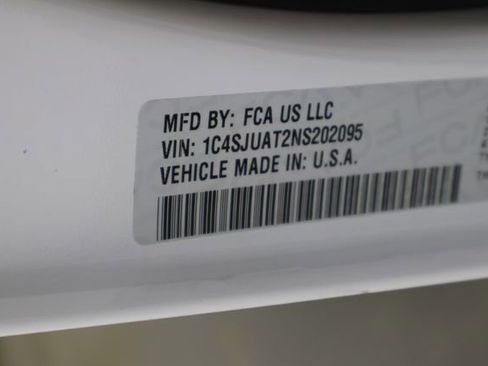 MFD BY: FCA US LLC
VIN: 1C4SJUAT2NS202095
VEHICLE MADE IN: U.S.A.